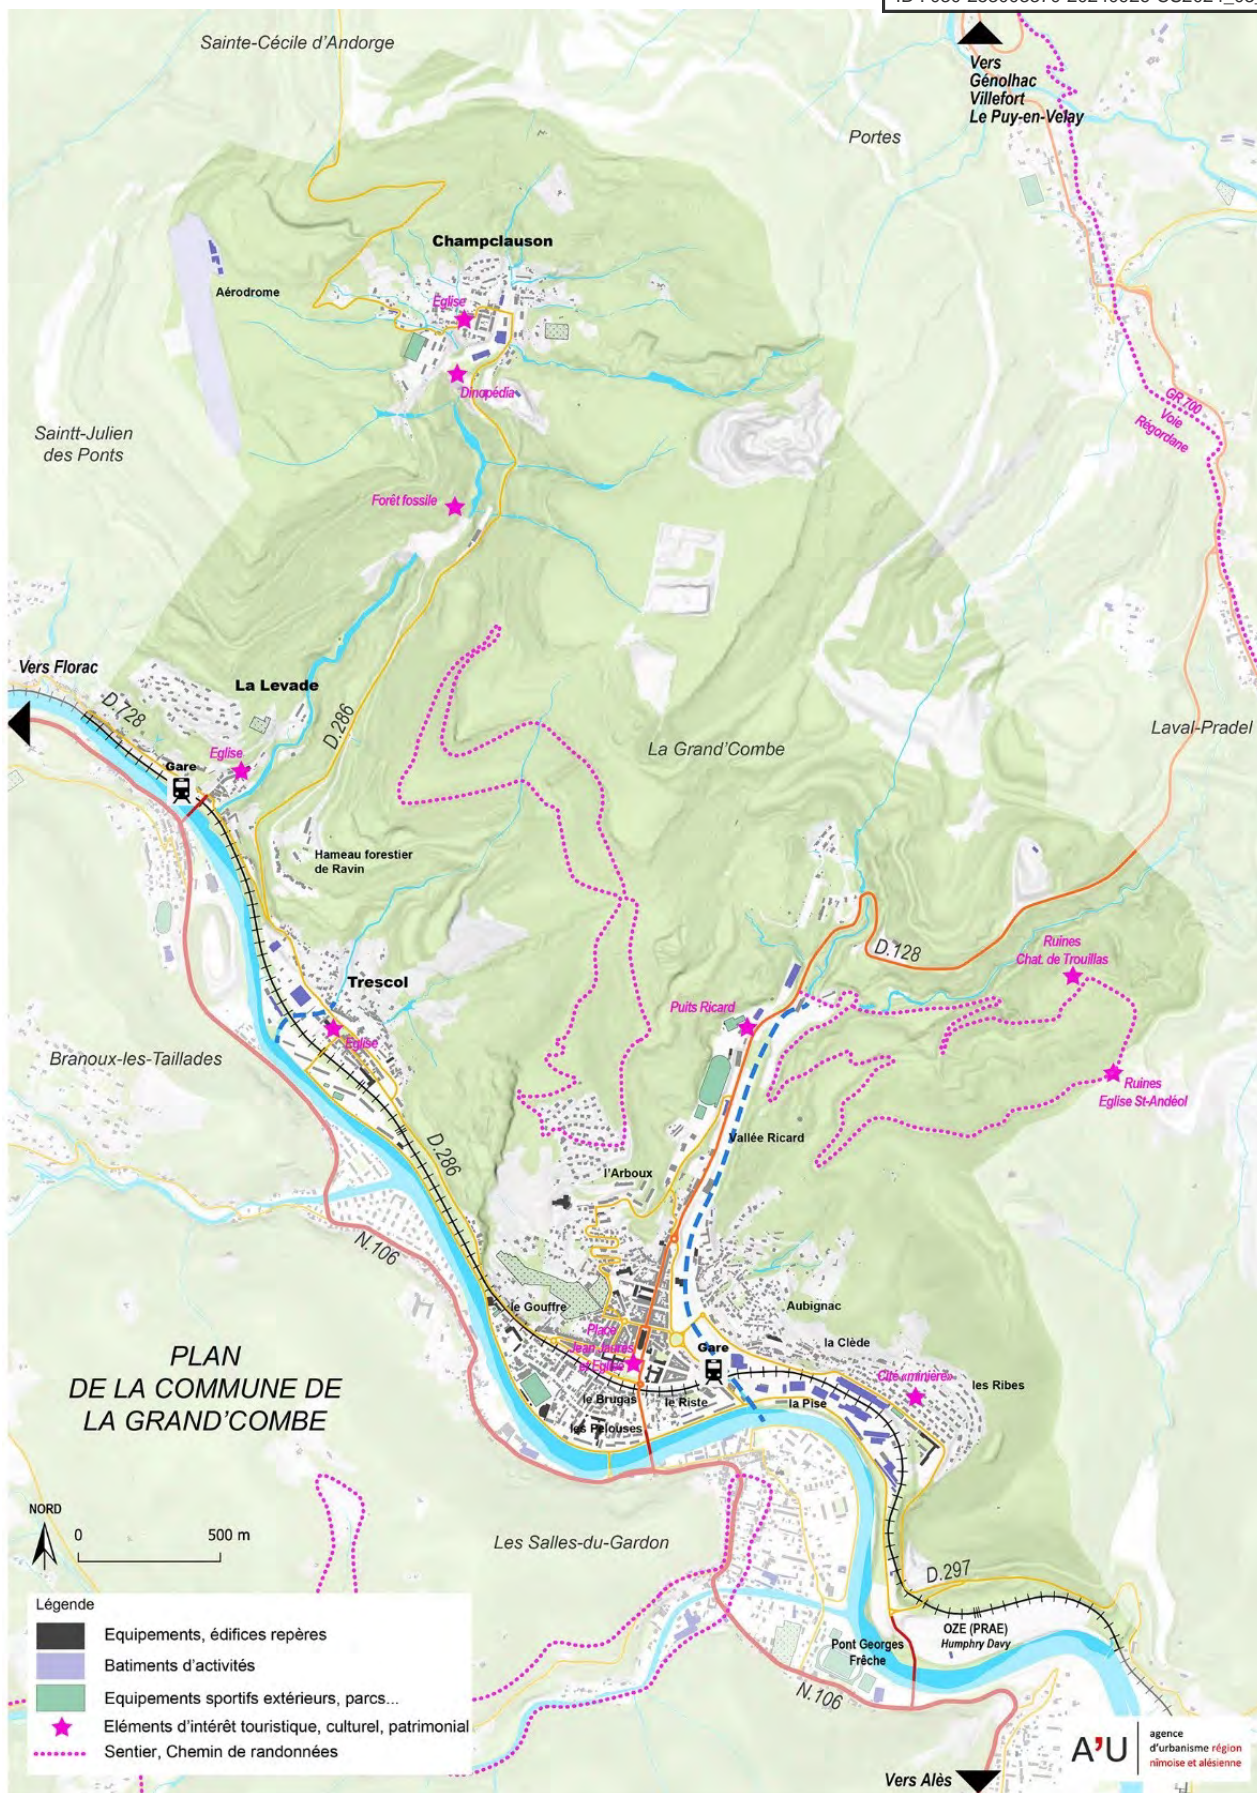 Sainte-Cécile d'Andorge
Vers
Génolhac
Villefort
Le Puy-en-Velay
Portes
Champclauson
Aérodrome
Eglise
Dinopédia
GR 700
Voie
Régordane
Saintt-Julien
des Ponts
Forêt fossile
Vers Florac
D.728
La Levade
D.286
Eglise
Gare
La Grand'Combe
Laval-Pradel
Hameau forestier
de Ravin
D.128
Ruines
Chat. de Trouillas
Trescol
Puits Ricard
Eglise
Branoux-les-Taillades
Ruines
Eglise St-Andéol
D.286
Vallée Ricard
l'Arboux
N.106
le Gouffre
Aubignac
Place
Jean Jaurès
et Eglise
Gare
la Clède
Cité «minière»
les Ribes
le Brugas
le Riste
la Pise
les Pelouses
PLAN
DE LA COMMUNE DE
LA GRAND'COMBE
NORD
0 500 m
Les Salles-du-Gardon
D.297
OZE (PRAE)
Humphry Davy
Pont Georges
Frêche
N.106
Légende
Equipements, édifices repères
Batiments d'activités
Equipements sportifs extérieurs, parcs...
Eléments d'intérêt touristique, culturel, patrimonial
Sentier, Chemin de randonnées
Vers Alès
A'U
agence
d'urbanisme région
nîmoise et alésienne